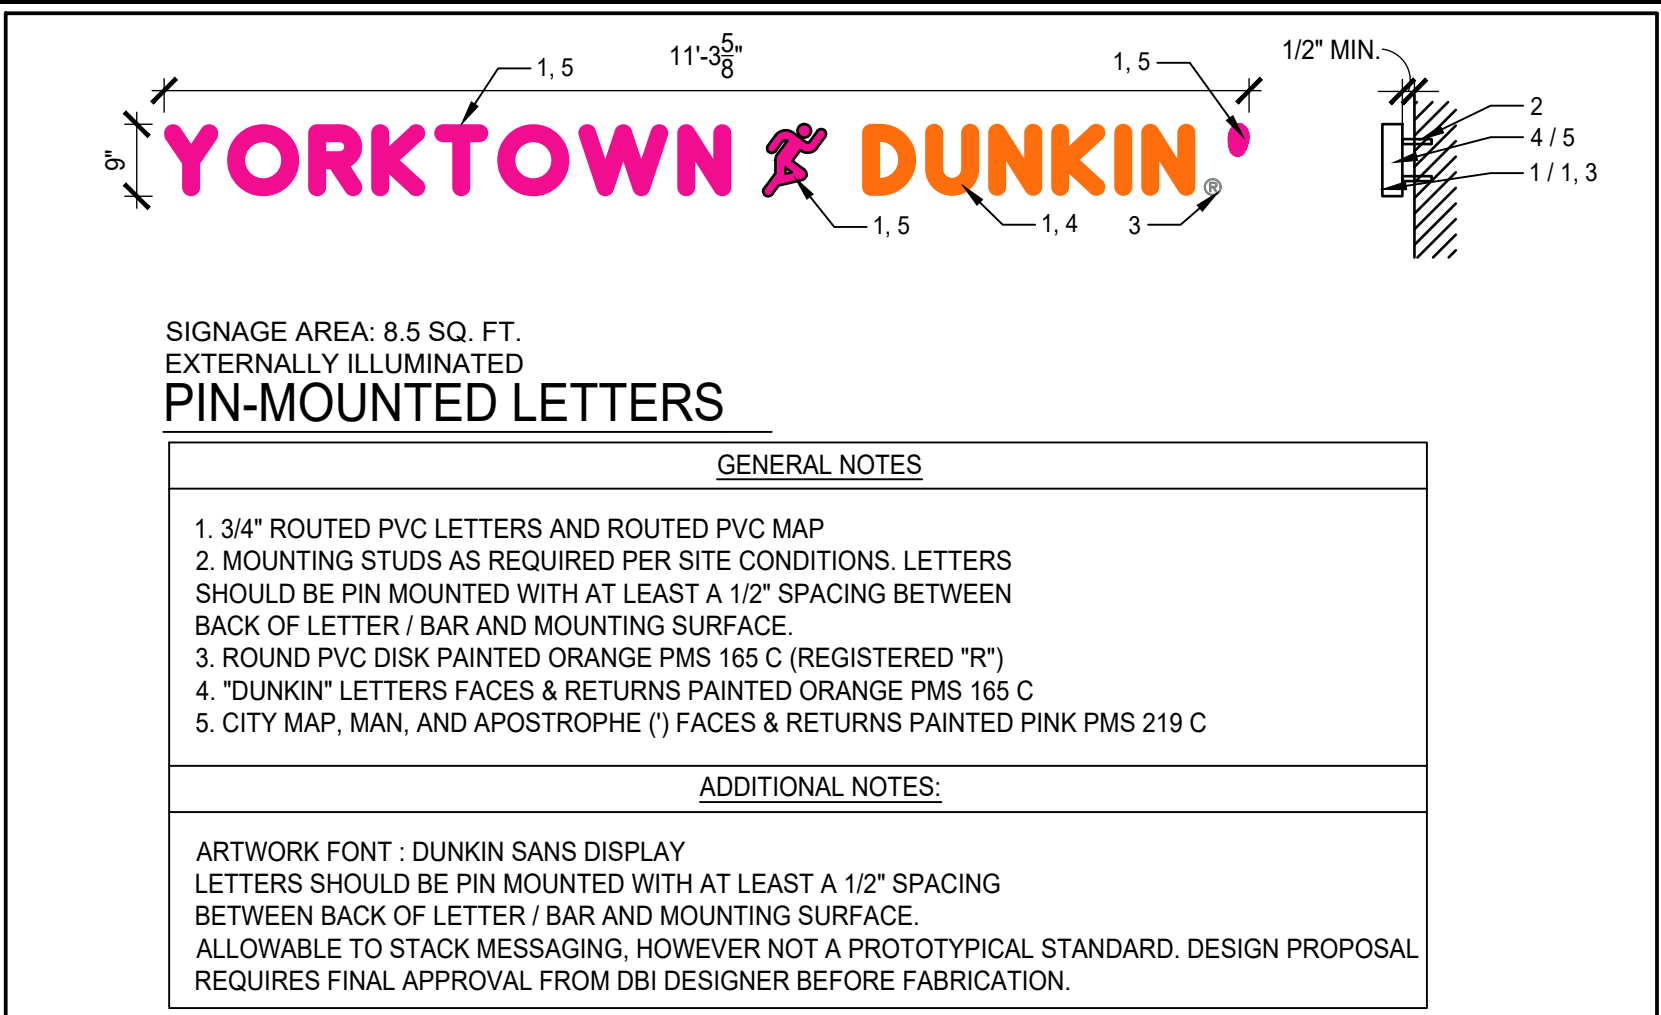 11'-3 5/8"
1, 5
1, 5
1/2" MIN.
9"
YORKTOWN DUNKIN'®
2
4 / 5
1 / 1, 3
1, 5
1, 4
3
SIGNAGE AREA: 8.5 SQ. FT.
EXTERNALLY ILLUMINATED
PIN-MOUNTED LETTERS
GENERAL NOTES
1. 3/4" ROUTED PVC LETTERS AND ROUTED PVC MAP
2. MOUNTING STUDS AS REQUIRED PER SITE CONDITIONS. LETTERS
SHOULD BE PIN MOUNTED WITH AT LEAST A 1/2" SPACING BETWEEN
BACK OF LETTER / BAR AND MOUNTING SURFACE.
3. ROUND PVC DISK PAINTED ORANGE PMS 165 C (REGISTERED "R")
4. "DUNKIN" LETTERS FACES & RETURNS PAINTED ORANGE PMS 165 C
5. CITY MAP, MAN, AND APOSTROPHE (') FACES & RETURNS PAINTED PINK PMS 219 C
ADDITIONAL NOTES:
ARTWORK FONT : DUNKIN SANS DISPLAY
LETTERS SHOULD BE PIN MOUNTED WITH AT LEAST A 1/2" SPACING
BETWEEN BACK OF LETTER / BAR AND MOUNTING SURFACE.
ALLOWABLE TO STACK MESSAGING, HOWEVER NOT A PROTOTYPICAL STANDARD. DESIGN PROPOSAL
REQUIRES FINAL APPROVAL FROM DBI DESIGNER BEFORE FABRICATION.